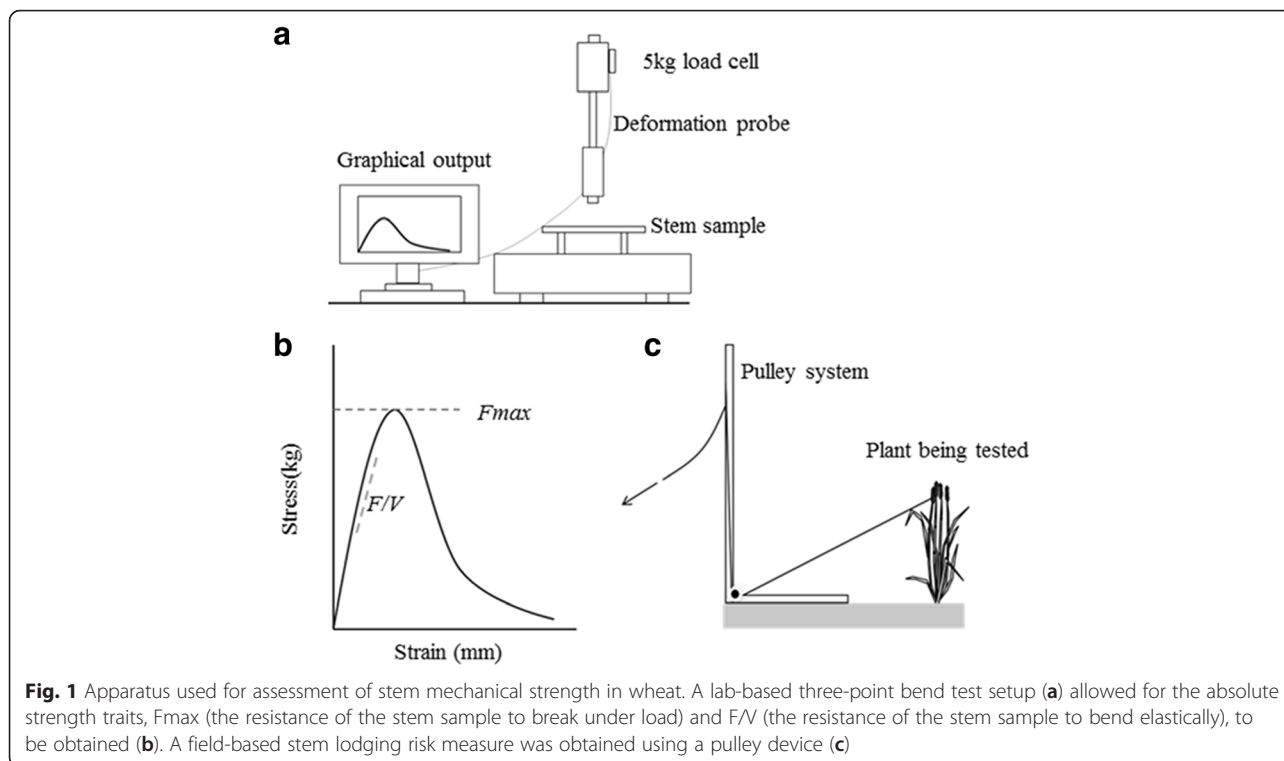 a
5kg load cell
Deformation probe
Graphical output
Stem sample
b
Fmax
F/V
Stress(kg)
Strain (mm)
c
Pulley system
Plant being tested
Fig. 1 Apparatus used for assessment of stem mechanical strength in wheat. A lab-based three-point bend test setup (a) allowed for the absolute
strength traits, Fmax (the resistance of the stem sample to break under load) and F/V (the resistance of the stem sample to bend elastically), to
be obtained (b). A field-based stem lodging risk measure was obtained using a pulley device (c)